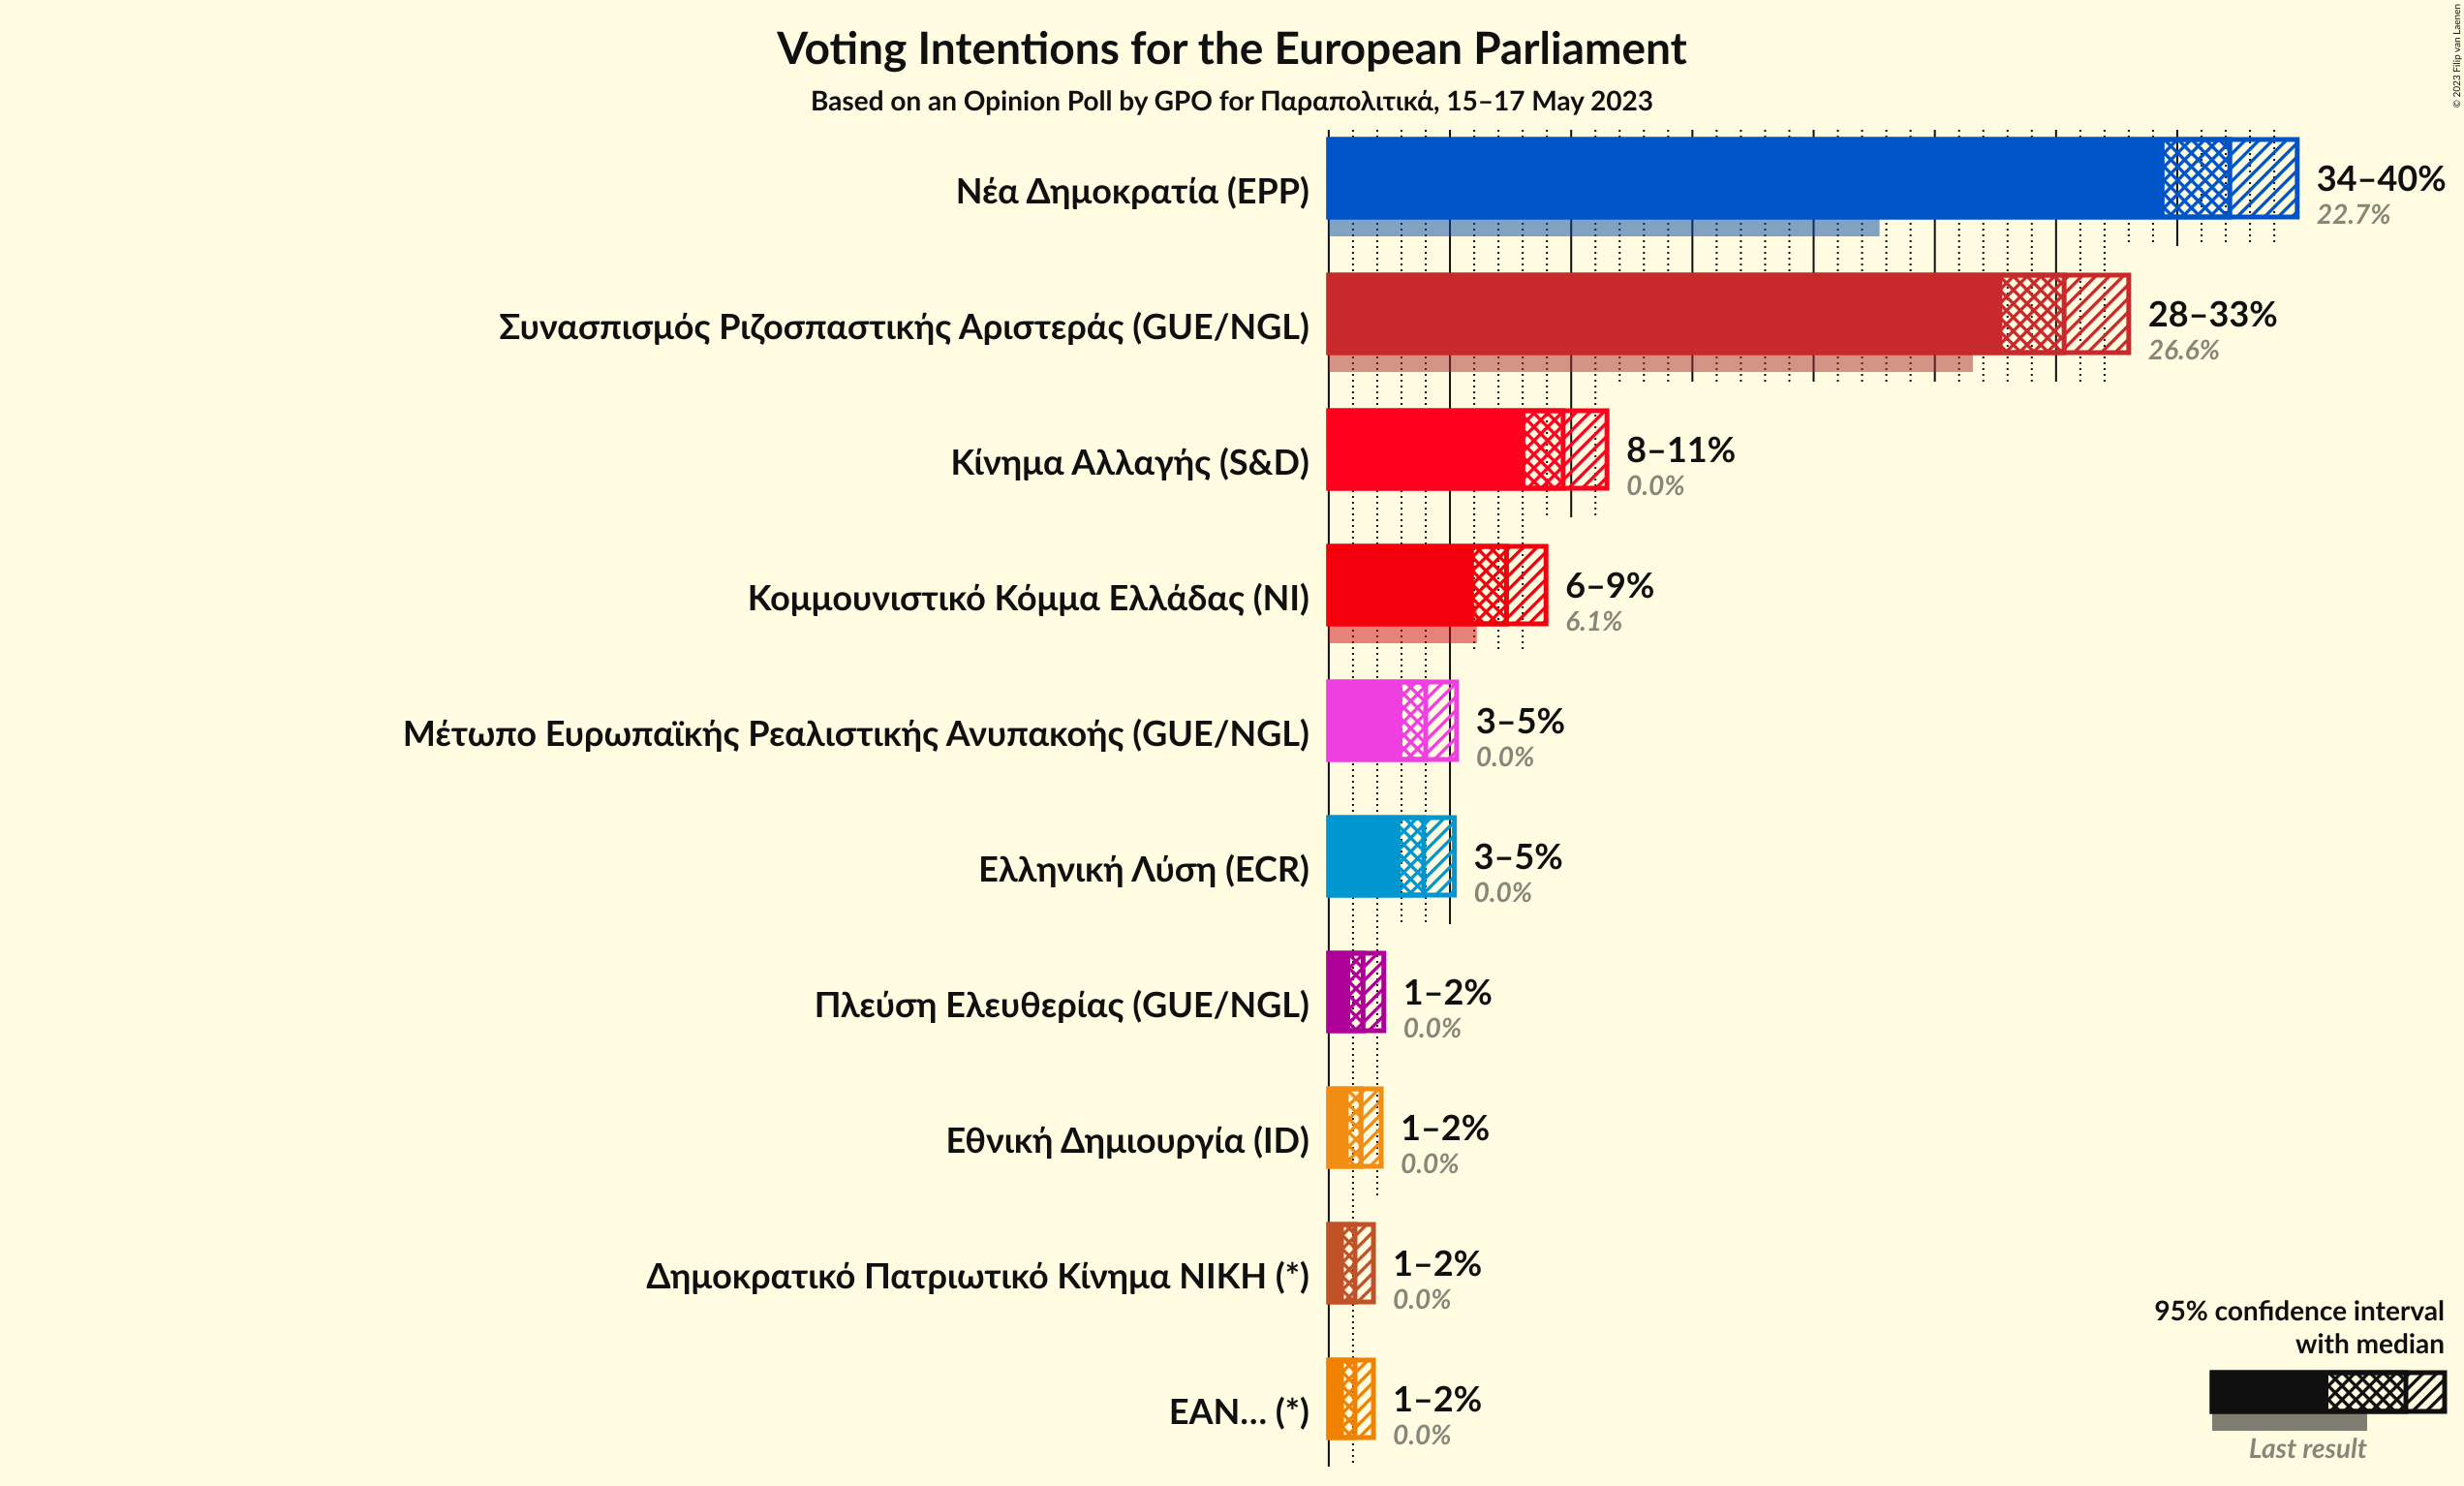 Voting Intentions for the European Parliament
Based on an Opinion Poll by GPO for Παραπολιτικά, 15–17 May 2023
© 2023 Filip van Laenen
Νέα Δημοκρατία (EPP)
34–40%
22.7%
Συνασπισμός Ριζοσπαστικής Αριστεράς (GUE/NGL)
28–33%
26.6%
Κίνημα Αλλαγής (S&D)
8–11%
0.0%
Κομμουνιστικό Κόμμα Ελλάδας (NI)
6–9%
6.1%
Μέτωπο Ευρωπαϊκής Ρεαλιστικής Ανυπακοής (GUE/NGL)
3–5%
0.0%
Ελληνική Λύση (ECR)
3–5%
0.0%
Πλεύση Ελευθερίας (GUE/NGL)
1–2%
0.0%
Εθνική Δημιουργία (ID)
1–2%
0.0%
Δημοκρατικό Πατριωτικό Κίνημα ΝΙΚΗ (*)
1–2%
0.0%
ΕΑΝ… (*)
1–2%
0.0%
95% confidence interval
with median
Last result